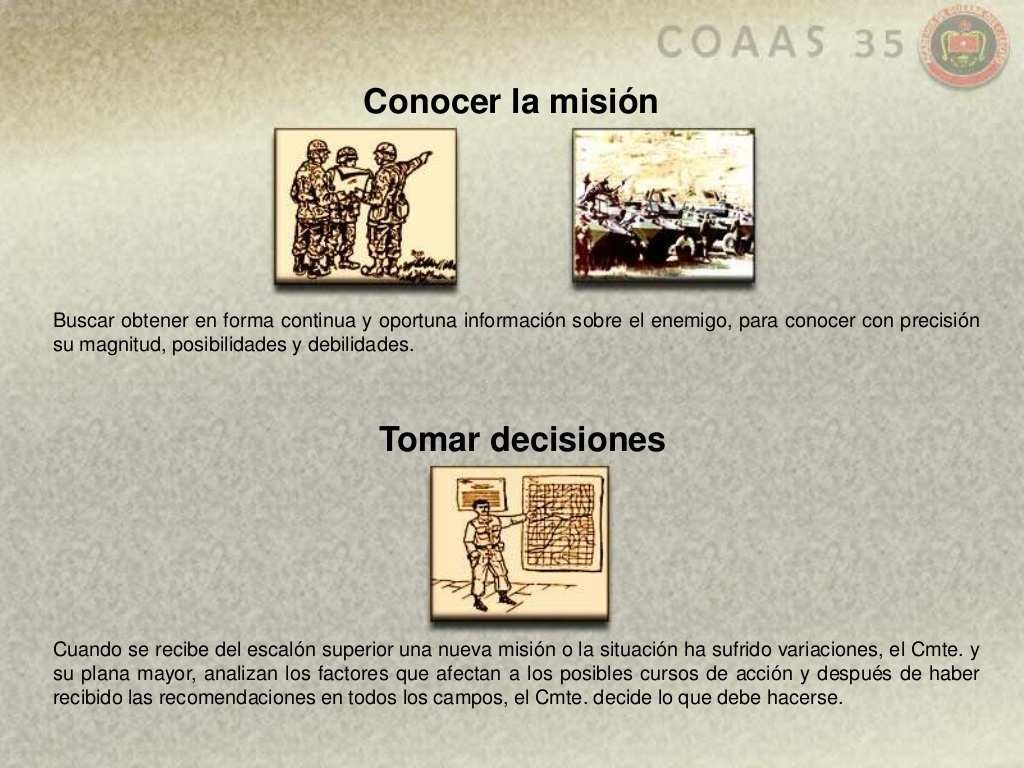 COAAS 35
Conocer la misión
Buscar obtener en forma continua y oportuna información sobre el enemigo, para conocer con precisión
su magnitud, posibilidades y debilidades.
Tomar decisiones
Cuando se recibe del escalón superior una nueva misión o la situación ha sufrido variaciones, el Cmte. y
su plana mayor, analizan los factores que afectan a los posibles cursos de acción y después de haber
recibido las recomendaciones en todos los campos, el Cmte. decide lo que debe hacerse.